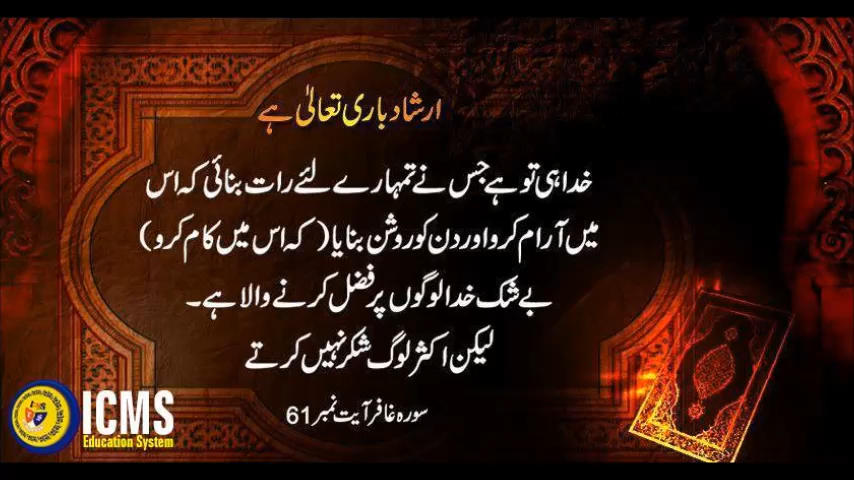 ارشاد باری تعالیٰ ہے
خدا ہی تو ہے جس نے تمہارے لئے رات بنائی کہ اس
میں آرام کرو اور دن کو روشن بنایا ( کہ اس میں کام کرو )
بے شک خدا لوگوں پر فضل کرنے والا ہے۔
لیکن اکثر لوگ شکر نہیں کرتے
سورہ غافر آیت نمبر 61
ICMS
Education System